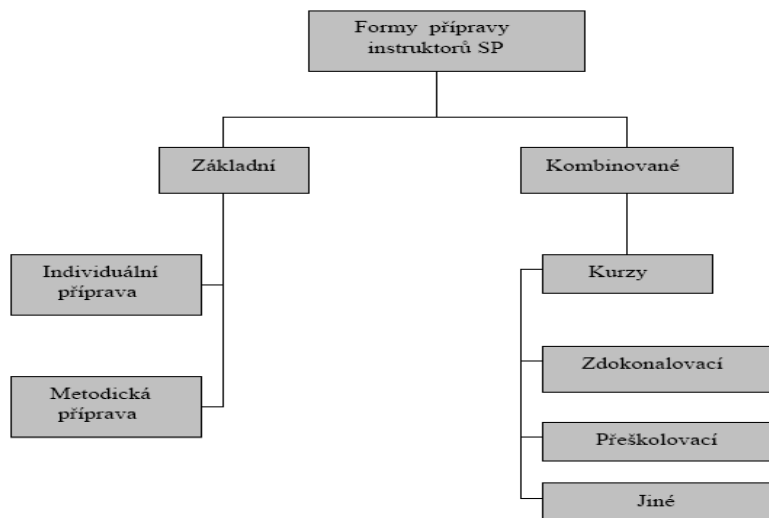 Formy přípravy
instruktorů SP
Základní
Kombinované
Individuální
příprava
Kurzy
Metodická
příprava
Zdokonalovací
Přeškolovací
Jiné